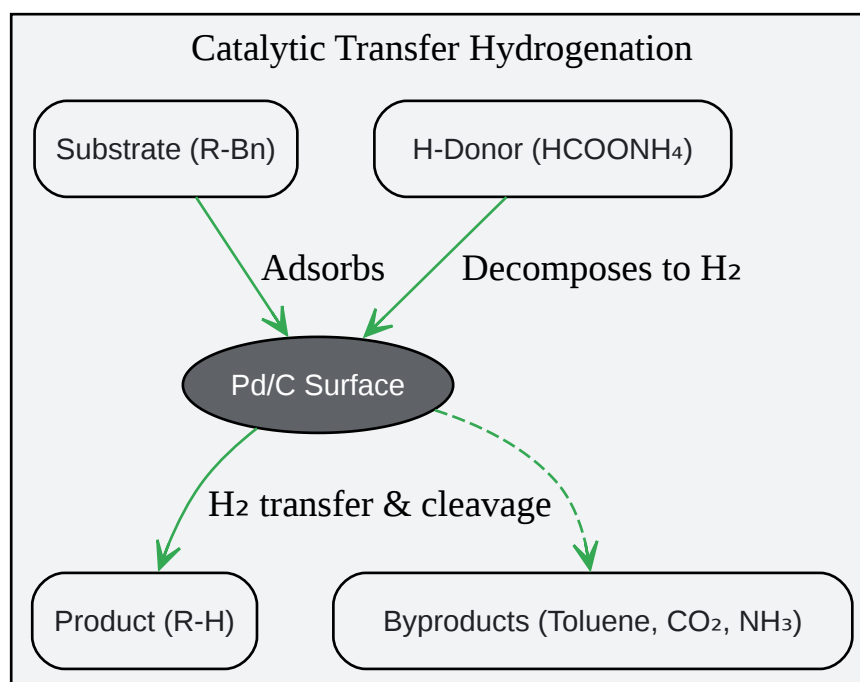 Catalytic Transfer Hydrogenation
Substrate (R-Bn)
H-Donor (HCOONH₄)
Adsorbs
Decomposes to H₂
Pd/C Surface
H₂ transfer & cleavage
Product (R-H)
Byproducts (Toluene, CO₂, NH₃)